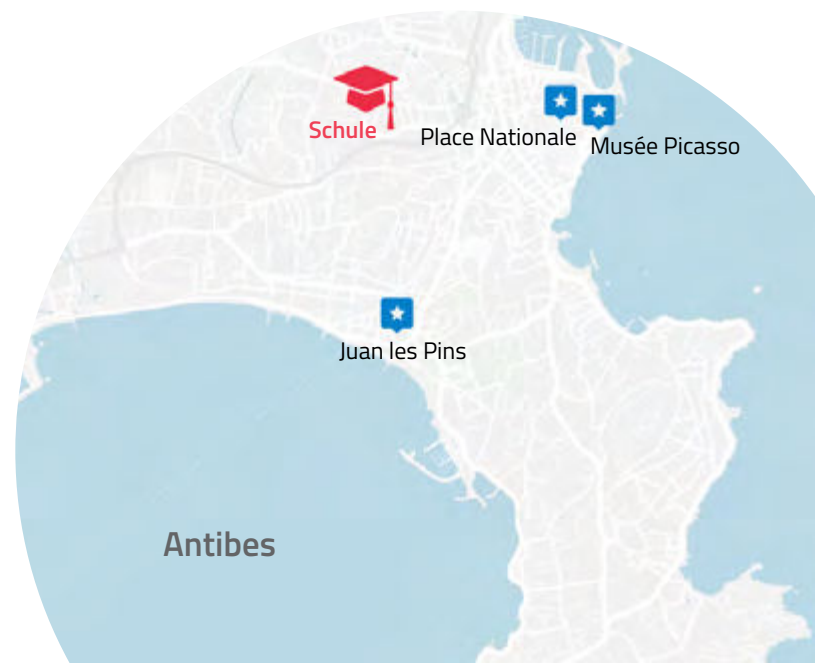 Schule
Place Nationale
Musée Picasso
Juan les Pins
Antibes